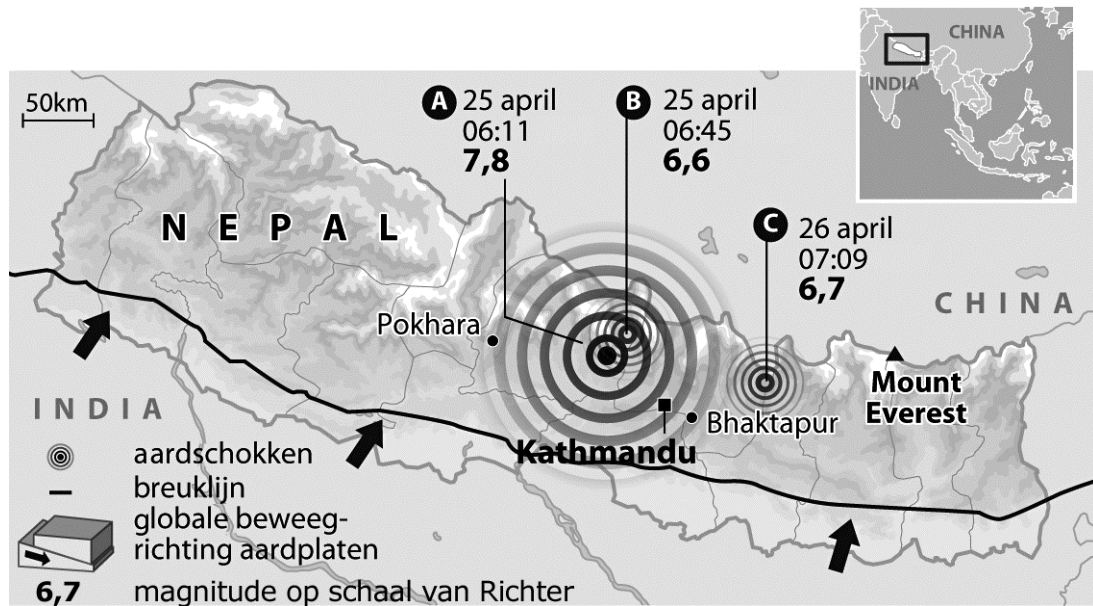 CHINA
INDIA
50km
A 25 april
06:11
7,8
B 25 april
06:45
6,6
C 26 april
07:09
6,7
NEPAL
CHINA
Pokhara
Mount
Everest
INDIA
Bhaktapur
Kathmandu
aardschokken
breuklijn
globale beweeg-
richting aardplaten
6,7 magnitude op schaal van Richter